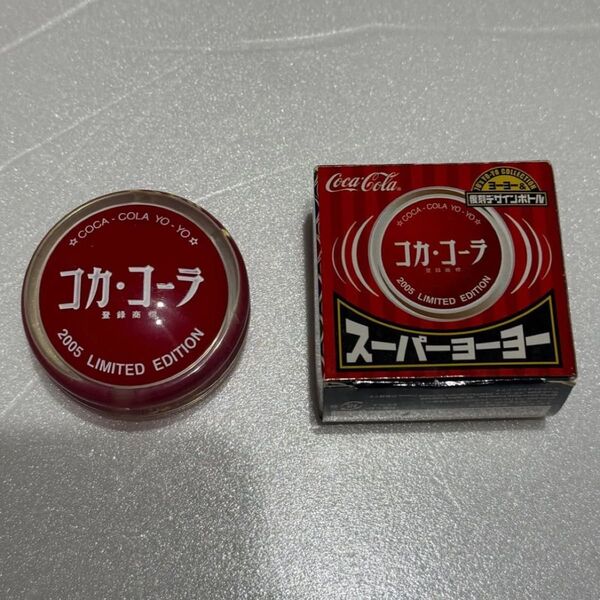 ☆ COCA-COLA YO-YO ☆
コカ・コーラ
登録商標
2005 LIMITED EDITION
Coca-Cola®
YO-YO COLLECTION
ヨーヨー&
復刻デザインボトル
☆ COCA-COLA YO-YO ☆
コカ・コーラ
登録商標
2005 LIMITED EDITION
スーパーヨーヨー